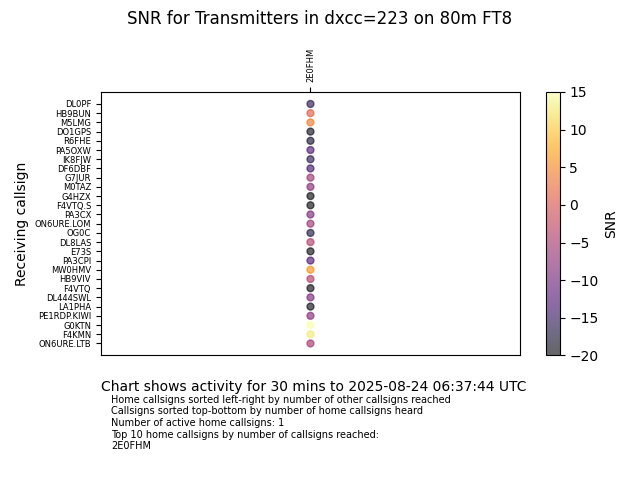 SNR for Transmitters in dxcc=223 on 80m FT8
2E0FHM
DL0PF
HB9BUN
M5LMG
DO1GPS
R6FHE
PA5OXW
IK8FJW
DF6DBF
G7JUR
M0TAZ
G4HZX
F4VTQ.S
PA3CX
ON6URE.LOM
OG0C
DL8LAS
E73S
PA3CPI
MW0HMV
HB9VIV
F4VTQ
DL444SWL
LA1PHA
PE1RDP.KIWI
G0KTN
F4KMN
ON6URE.LTB
Receiving callsign
15
10
5
0
−5
−10
−15
−20
SNR
Chart shows activity for 30 mins to 2025-08-24 06:37:44 UTC
Home callsigns sorted left-right by number of other callsigns reached
Callsigns sorted top-bottom by number of home callsigns heard
Number of active home callsigns: 1
Top 10 home callsigns by number of callsigns reached:
2E0FHM